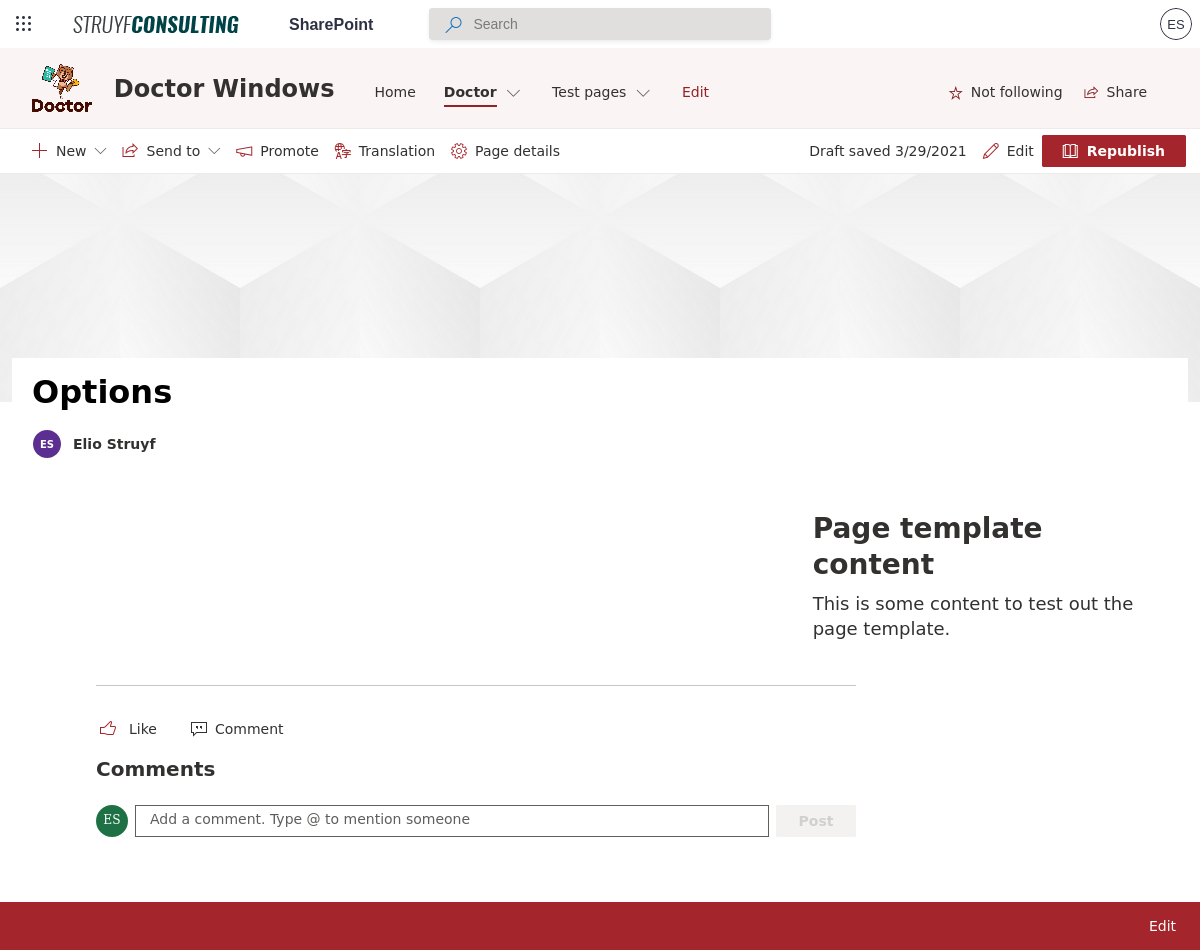 STRUYFCONSULTING SharePoint Search ES
Doctor Doctor Windows Home Doctor Test pages Edit Not following Share
New Send to Promote Translation Page details Draft saved 3/29/2021 Edit Republish
Options
ES Elio Struyf
Page template
content
This is some content to test out the
page template.
Like Comment
Comments
ES Add a comment. Type @ to mention someone Post
Edit